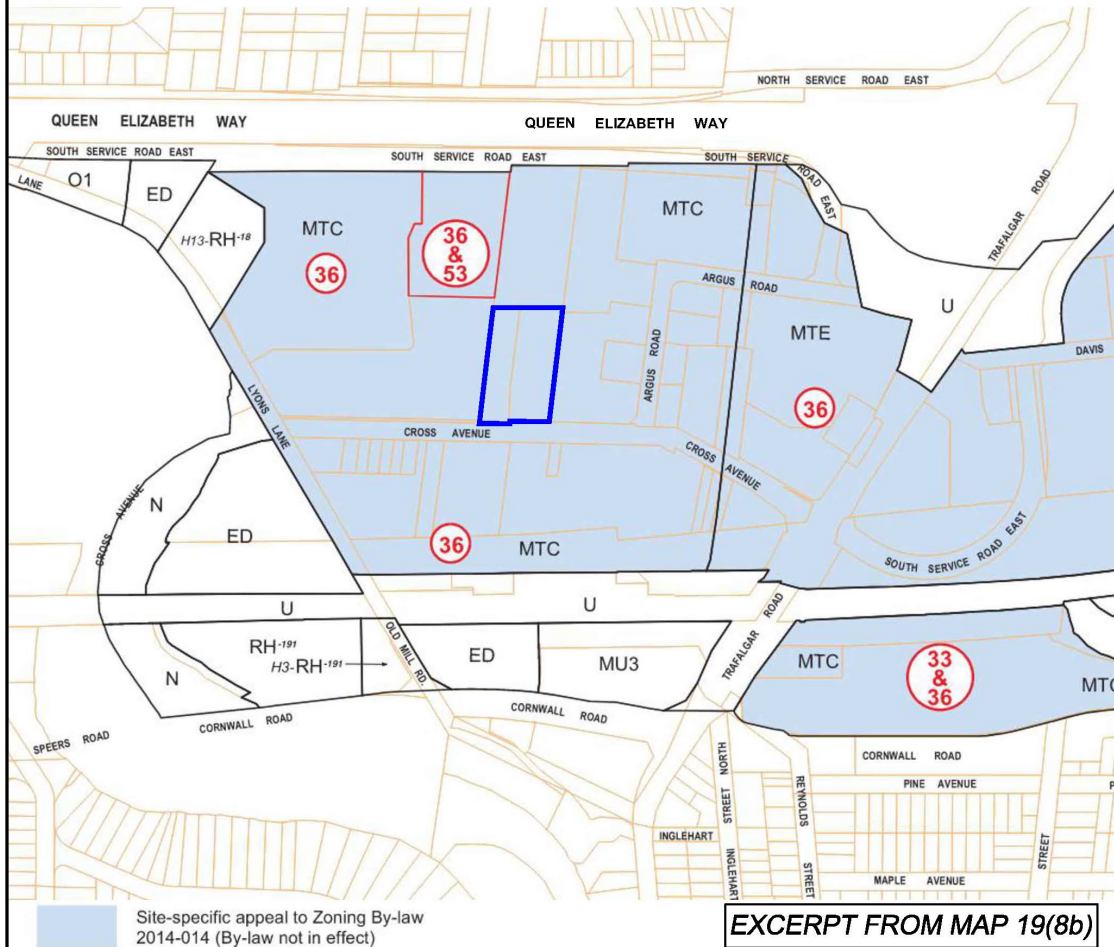 NORTH SERVICE ROAD EAST
QUEEN ELIZABETH WAY
QUEEN ELIZABETH WAY
SOUTH SERVICE ROAD EAST
SOUTH SERVICE ROAD EAST
SOUTH SERVICE
ROAD
EAST
LANE
O1
ED
MTC
MTC
TRAFALGAR ROAD
H13-RH-18
36
&
53
36
ARGUS ROAD
U
MTE
ARGUS ROAD
DAVIS
LYONS LANE
36
CROSS AVENUE
CROSS AVENUE
CROSS AVENUE
N
ED
36
MTC
SOUTH SERVICE ROAD EAST
U
U
TRAFALGAR ROAD
RH-191
H3-RH-191
OLD MILL RD.
ED
MU3
MTC
33
&
36
MTC
N
CORNWALL ROAD
CORNWALL ROAD
SPEERS ROAD
CORNWALL ROAD
PINE AVENUE
P
STREET NORTH
INGLEHART
REYNOLDS
STREET
INGLEHART
STREET
MAPLE AVENUE
Site-specific appeal to Zoning By-law
2014-014 (By-law not in effect)
EXCERPT FROM MAP 19(8b)